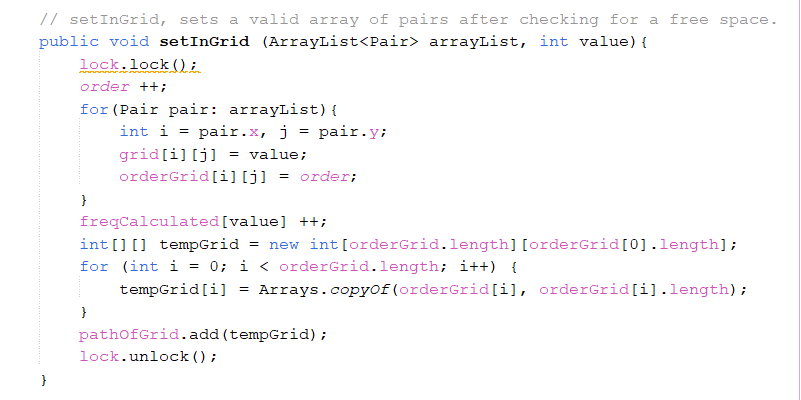 // setInGrid, sets a valid array of pairs after checking for a free space.
public void setInGrid (ArrayList<Pair> arrayList, int value){
lock.lock();
order ++;
for(Pair pair: arrayList){
int i = pair.x, j = pair.y;
grid[i][j] = value;
orderGrid[i][j] = order;
}
freqCalculated[value] ++;
int[][] tempGrid = new int[orderGrid.length][orderGrid[0].length];
for (int i = 0; i < orderGrid.length; i++) {
tempGrid[i] = Arrays.copyOf(orderGrid[i], orderGrid[i].length);
}
pathOfGrid.add(tempGrid);
lock.unlock();
}